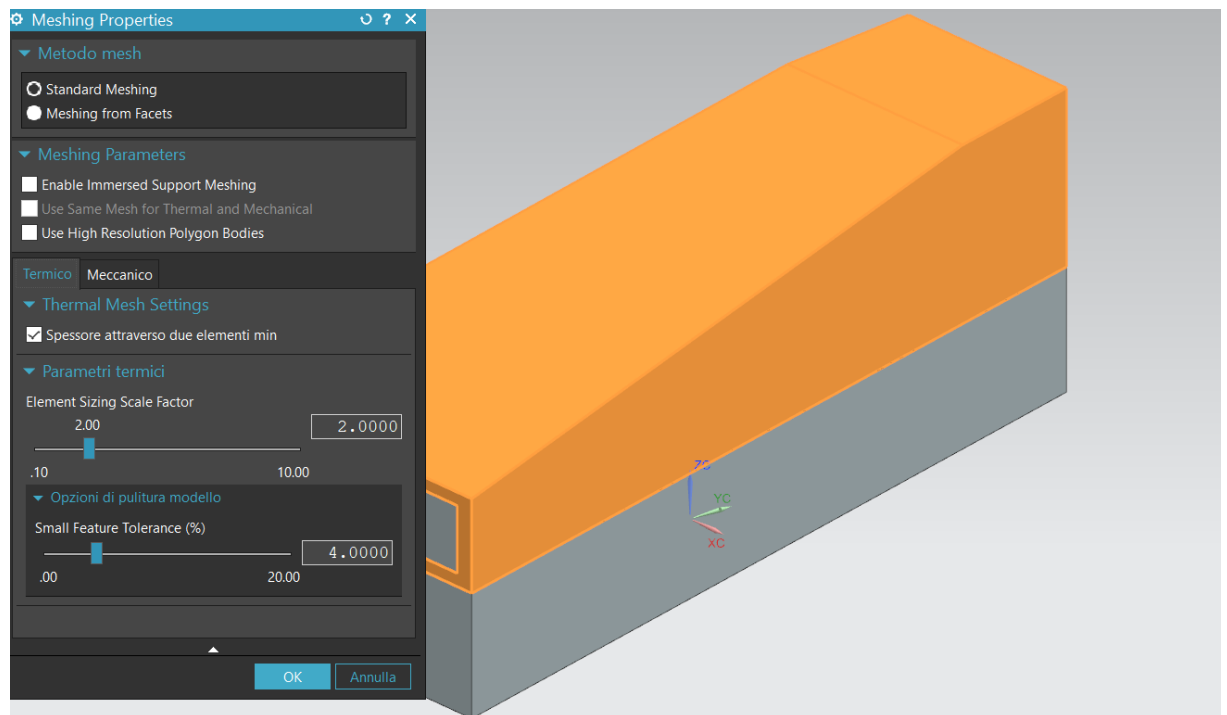 Meshing Properties
Metodo mesh
Standard Meshing
Meshing from Facets
Meshing Parameters
Enable Immersed Support Meshing
Use Same Mesh for Thermal and Mechanical
Use High Resolution Polygon Bodies
Termico Meccanico
Thermal Mesh Settings
Spessore attraverso due elementi min
Parametri termici
Element Sizing Scale Factor
2.00
2.0000
.10 10.00
Opzioni di pulitura modello
Small Feature Tolerance (%)
4.0000
.00 20.00
OK Annulla
ZC
YC
XC